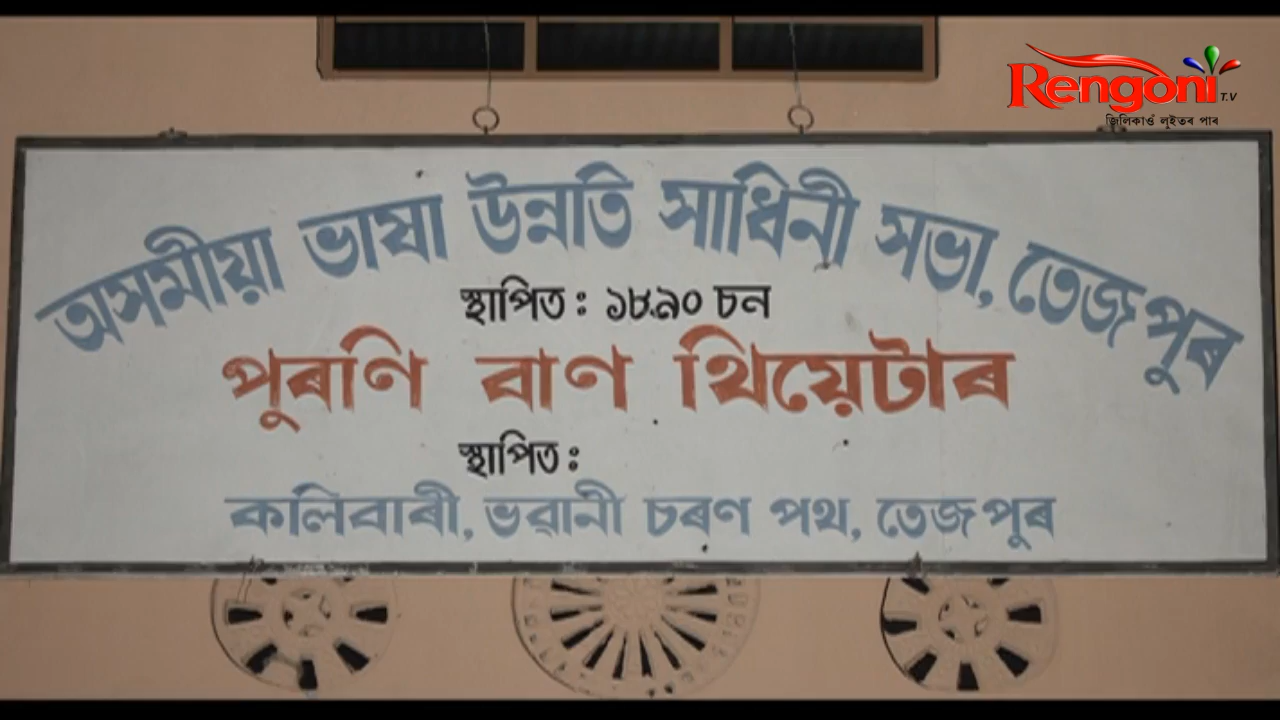 Rengoni T.V
জিলিকাওঁ লুইতৰ পাৰ
অসমীয়া ভাষা উন্নতি সাধিনী সভা, তেজপুৰ
স্থাপিত : ১৮৯০ চন
পুৰণি বাণ থিয়েটাৰ
স্থাপিত :
কলিবাৰী, ভৱানী চৰণ পথ, তেজপুৰ